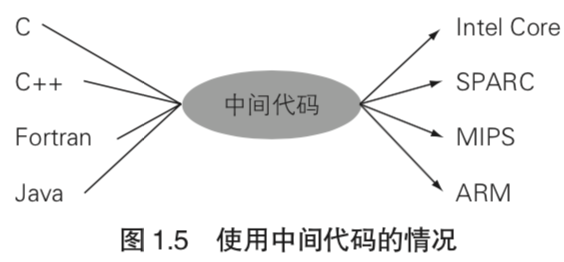 C
C++
Fortran
Java
中间代码
Intel Core
SPARC
MIPS
ARM
图 1.5 使用中间代码的情况